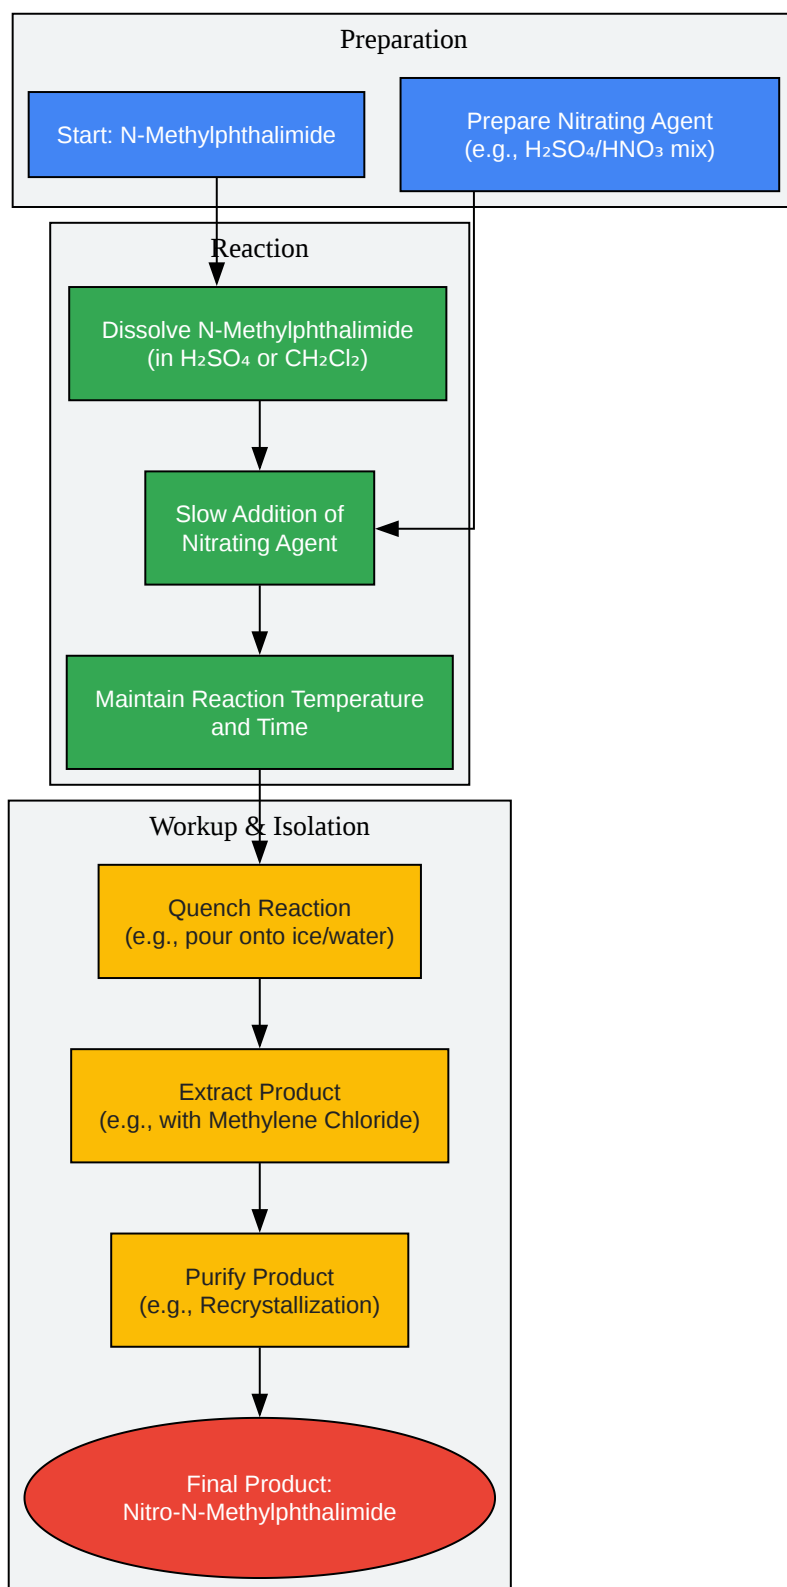 Preparation
Start: N-Methylphthalimide
Prepare Nitrating Agent
(e.g., H₂SO₄/HNO₃ mix)
Reaction
Dissolve N-Methylphthalimide
(in H₂SO₄ or CH₂Cl₂)
Slow Addition of
Nitrating Agent
Maintain Reaction Temperature
and Time
Workup & Isolation
Quench Reaction
(e.g., pour onto ice/water)
Extract Product
(e.g., with Methylene Chloride)
Purify Product
(e.g., Recrystallization)
Final Product:
Nitro-N-Methylphthalimide